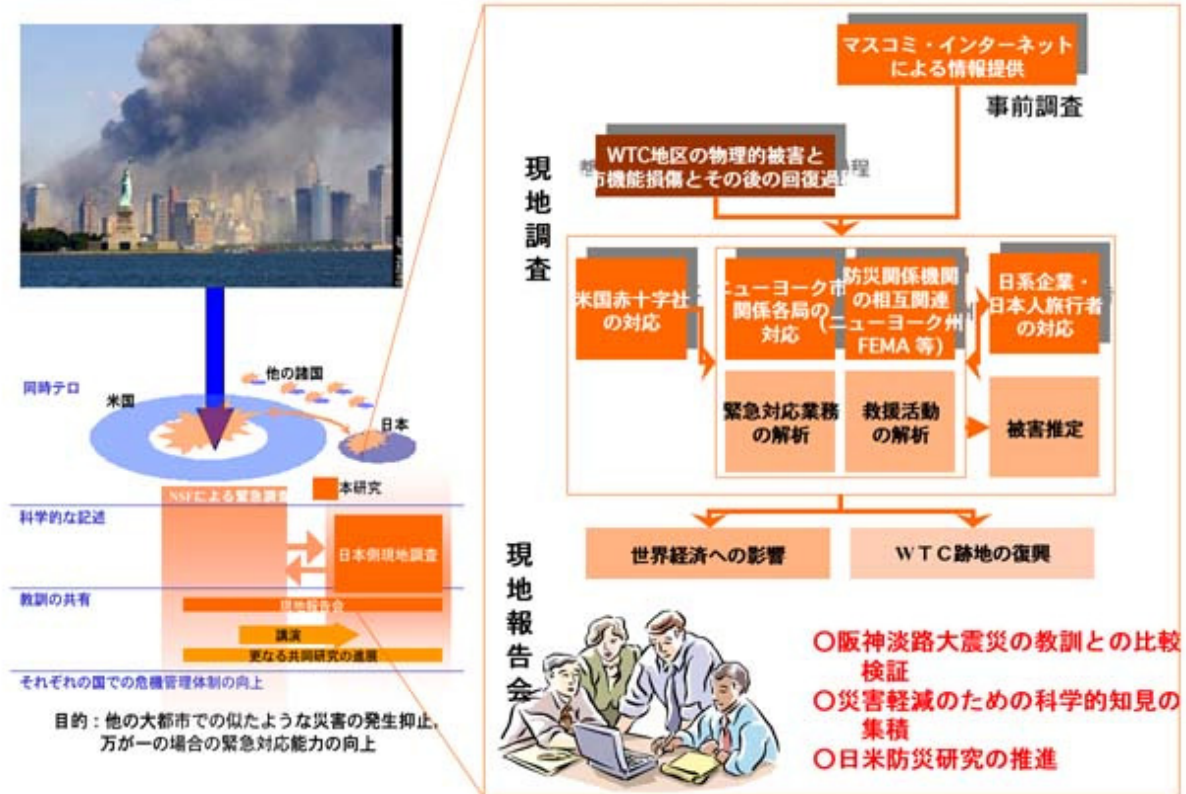 マスコミ・インターネット
による情報提供
事前調査
現地調査
WTC地区の物理的被害と
市機能損傷とその後の回復過程
米国赤十字社
の対応
ニューヨーク市
関係各局の
対応
防災関係機関
の相互関連
(ニューヨーク州
FEMA 等)
日系企業・
日本人旅行者
の対応
緊急対応業務
の解析
救援活動
の解析
被害推定
世界経済への影響
WTC跡地の復興
現地報告会
〇阪神淡路大震災の教訓との比較
検証
〇災害軽減のための科学的知見の
集積
〇日米防災研究の推進
同時テロ
米国
他の諸国
日本
NSFによる緊急調査
本研究
科学的な記述
日本側現地調査
教訓の共有
現地報告会
講演
更なる共同研究の進展
それぞれの国での危機管理体制の向上
目的：他の大都市での似たような災害の発生抑止，
万が一の場合の緊急対応能力の向上